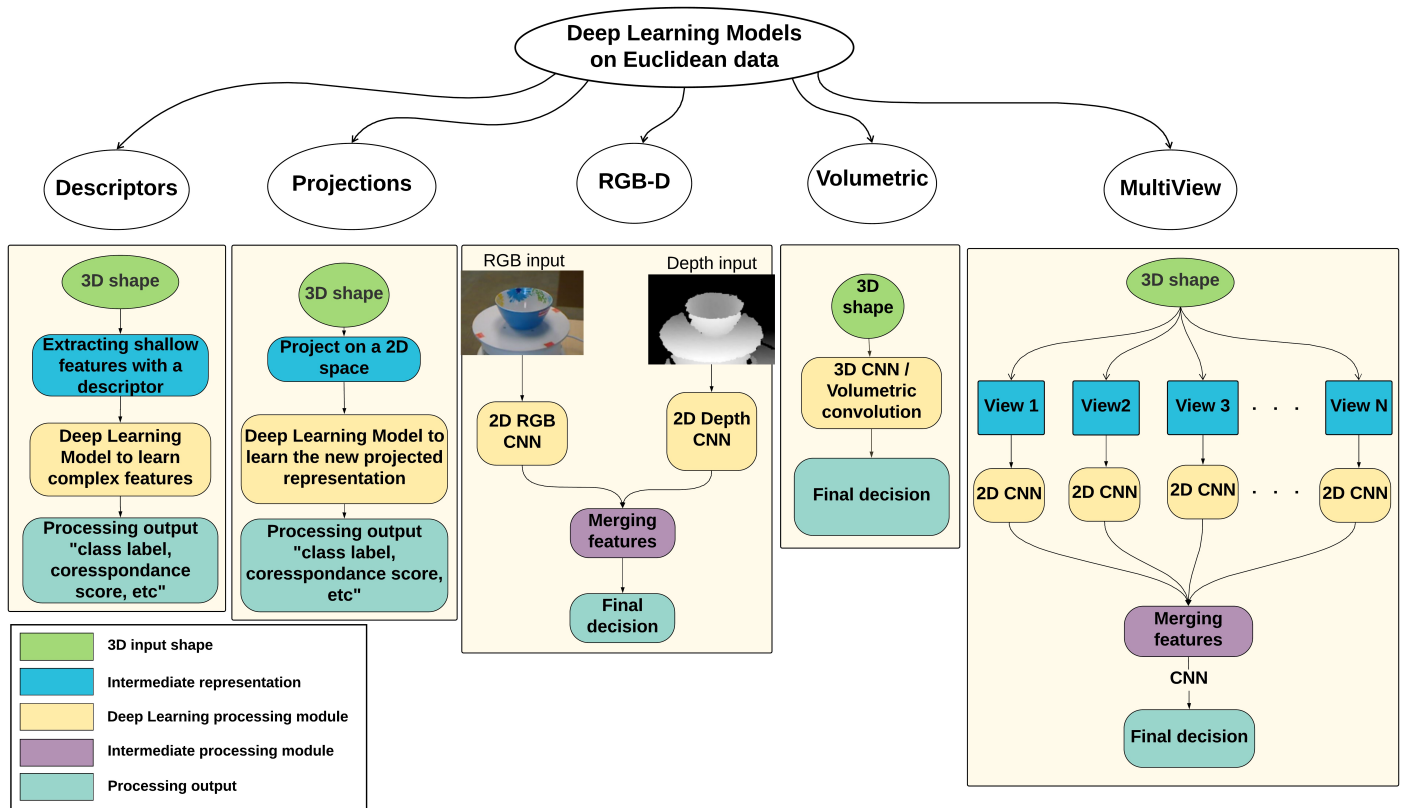 Deep Learning Models
on Euclidean data
Descriptors
Projections
RGB-D
Volumetric
MultiView
3D shape
Extracting shallow
features with a
descriptor
Deep Learning
Model to learn
complex features
Processing output
"class label,
coresspondance
score, etc"
3D shape
Project on a 2D
space
Deep Learning Model to
learn the new projected
representation
Processing output
"class label,
coresspondance score,
etc"
RGB input
Depth input
2D RGB
CNN
2D Depth
CNN
Merging
features
Final
decision
3D
shape
3D CNN /
Volumetric
convolution
Final decision
3D shape
View 1
View2
View 3
. . .
View N
2D CNN
2D CNN
2D CNN
. . .
2D CNN
Merging
features
CNN
Final decision
3D input shape
Intermediate representation
Deep Learning processing module
Intermediate processing module
Processing output